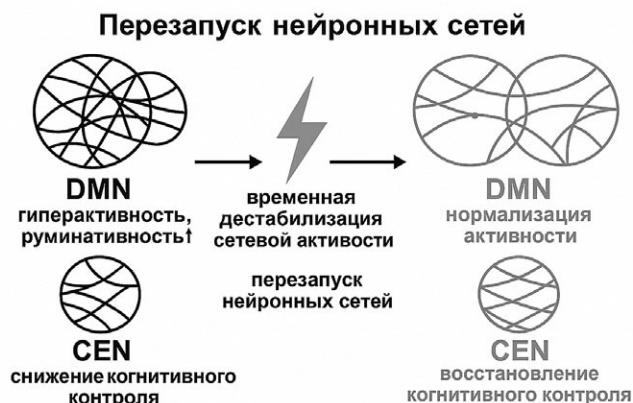 Перезапуск нейронных сетей
DMN
гиперактивность,
руминативность↑
временная
дестабилизация
сетевой активости
DMN
нормализация
активности
перезапуск
нейронных сетей
CEN
снижение когнитивного
контроля
CEN
восстановление
когнитивного контроля